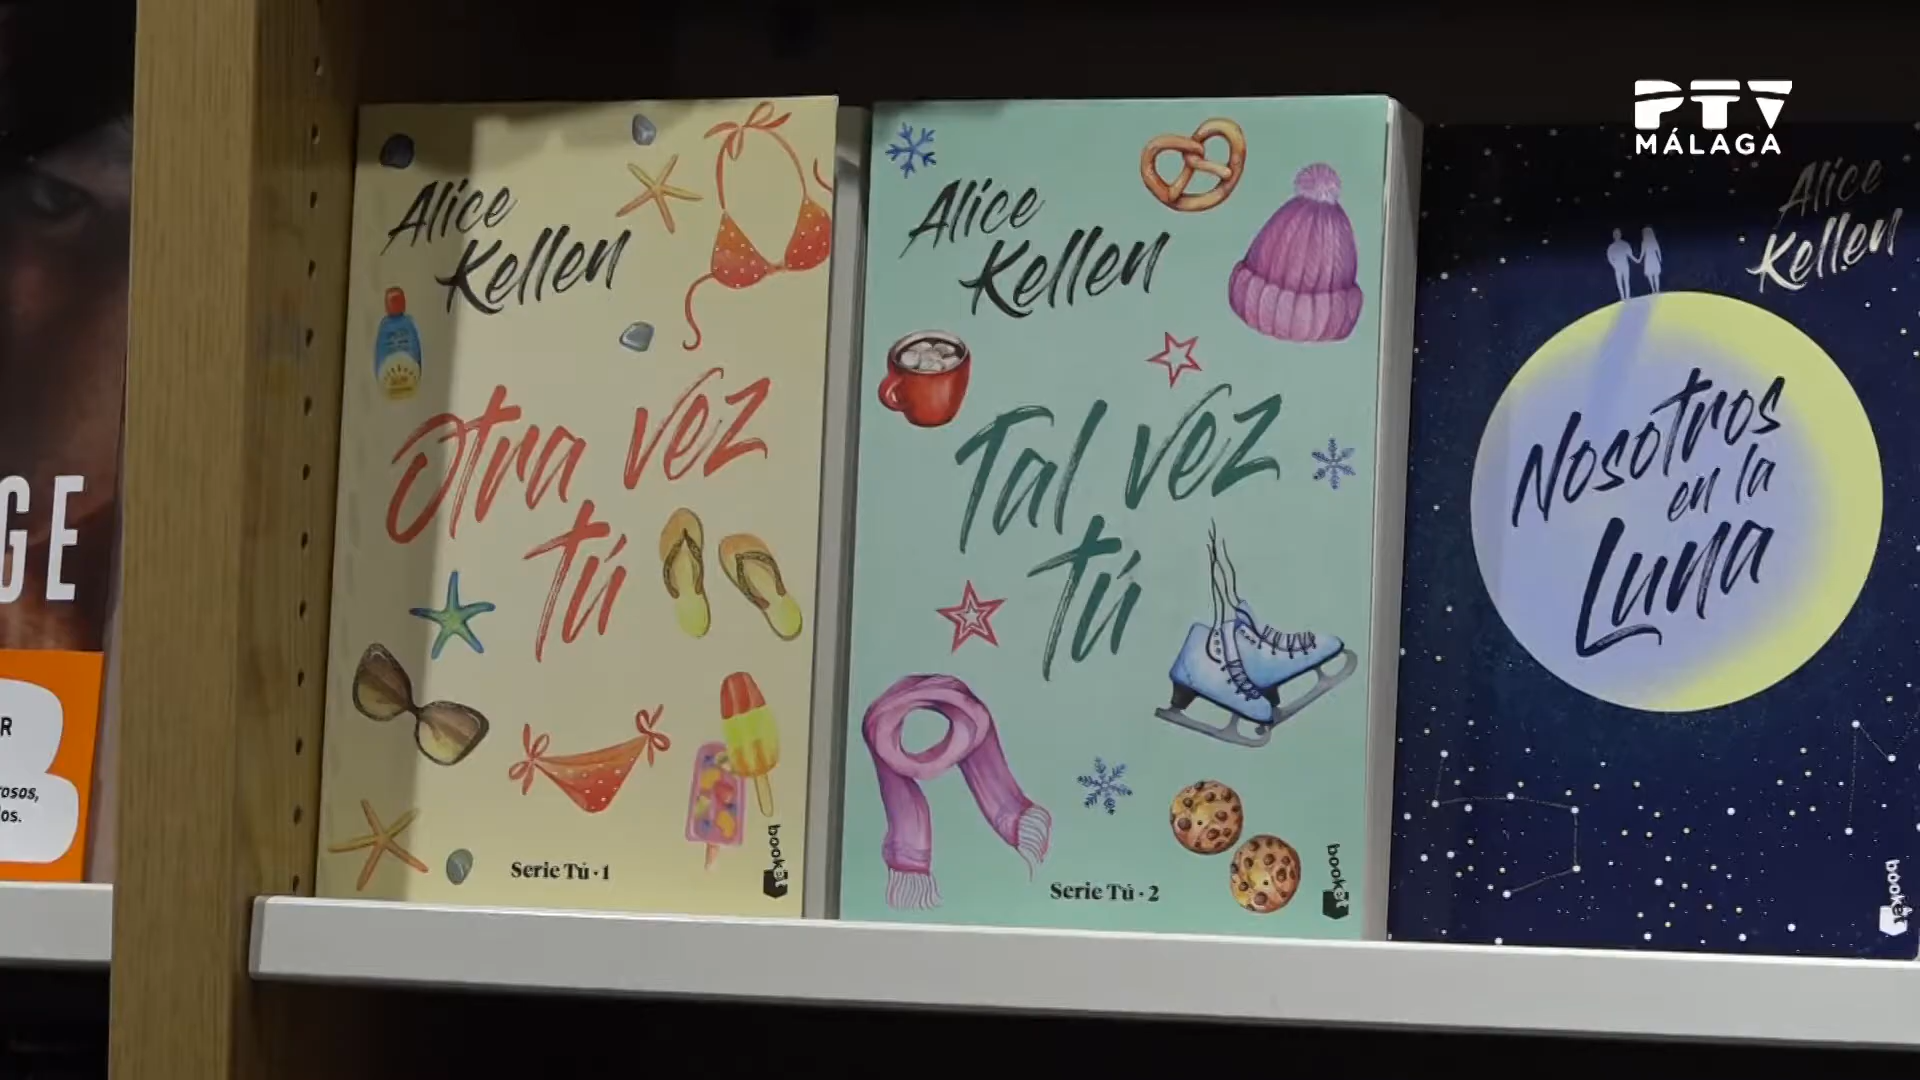 PTV
MÁLAGA
Alice
Kellen
Otra vez
tú
Serie Tú · 1
booket
Alice
Kellen
Tal vez
tú
Serie Tú · 2
booket
Alice
Kellen
Nosotros
en la
Luna
booket
GE
R
rosos,
los.